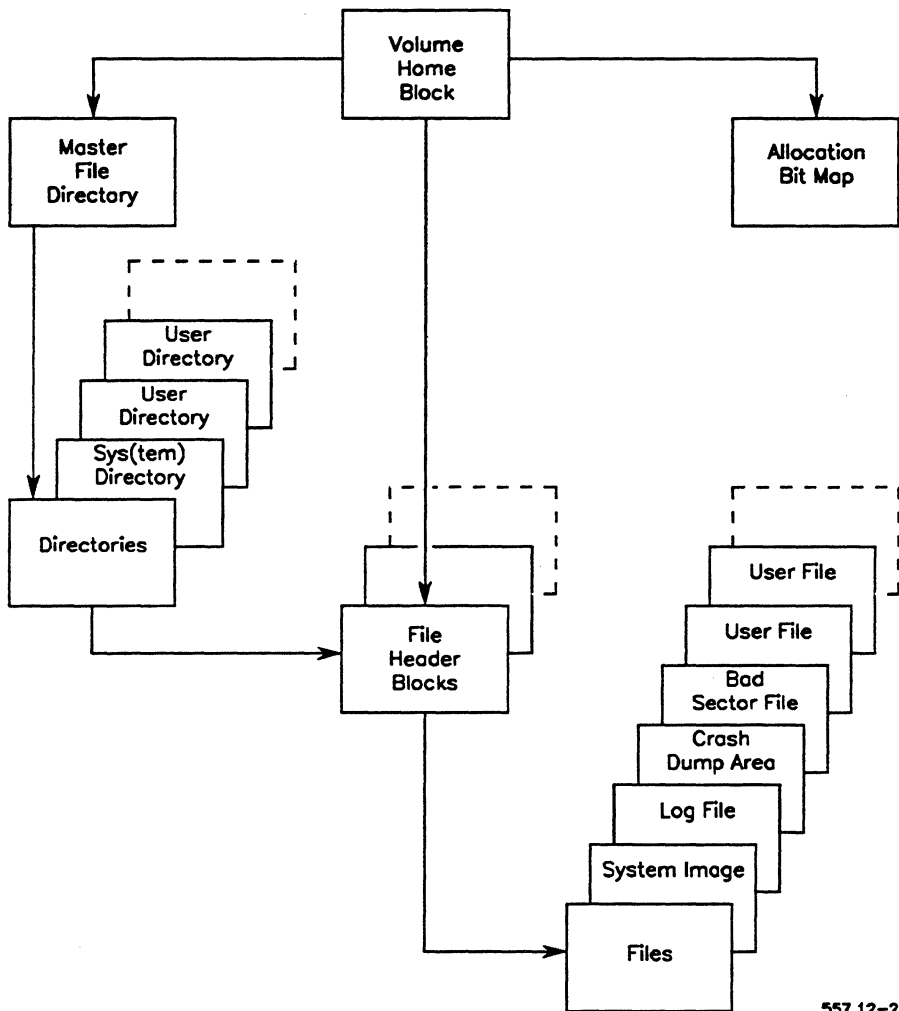 Volume
Home
Block
Master
File
Directory
Allocation
Bit Map
User
Directory
User
Directory
Sys(tem)
Directory
Directories
File
Header
Blocks
User File
User File
Bad
Sector File
Crash
Dump Area
Log File
System Image
Files
557.12-2